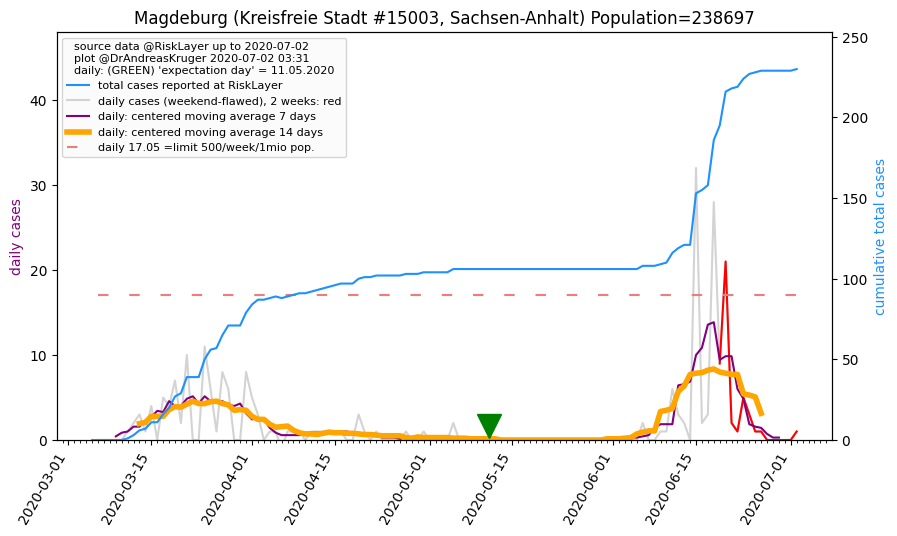 Magdeburg (Kreisfreie Stadt #15003, Sachsen-Anhalt) Population=238697
source data @RiskLayer up to 2020-07-02
plot @DrAndreasKruger 2020-07-02 03:31
daily: (GREEN) 'expectation day' = 11.05.2020
total cases reported at RiskLayer
daily cases (weekend-flawed), 2 weeks: red
daily: centered moving average 7 days
daily: centered moving average 14 days
daily 17.05 =limit 500/week/1mio pop.
daily cases
0
10
20
30
40
cumulative total cases
0
50
100
150
200
250
2020-03-01
2020-03-15
2020-04-01
2020-04-15
2020-05-01
2020-05-15
2020-06-01
2020-06-15
2020-07-01